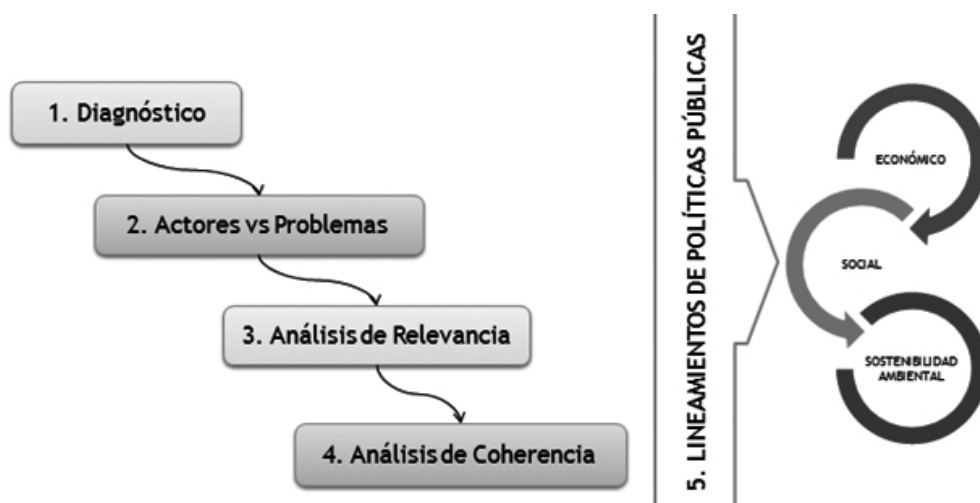 1. Diagnóstico
2. Actores vs Problemas
3. Análisis de Relevancia
4. Análisis de Coherencia
5. LINEAMIENTOS DE POLÍTICAS PÚBLICAS
ECONÓMICO
SOCIAL
SOSTENIBILIDAD
AMBIENTAL